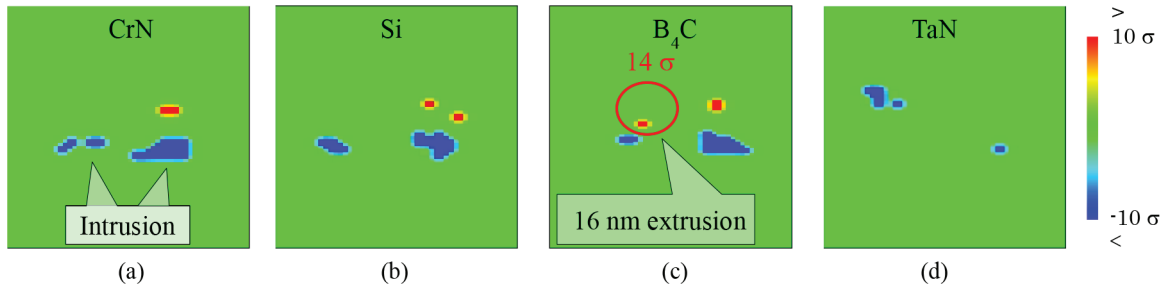 CrN
Intrusion
(a)
Si
(b)
B₄C
14 σ
16 nm extrusion
(c)
TaN
(d)
>
10 σ
-10 σ
<